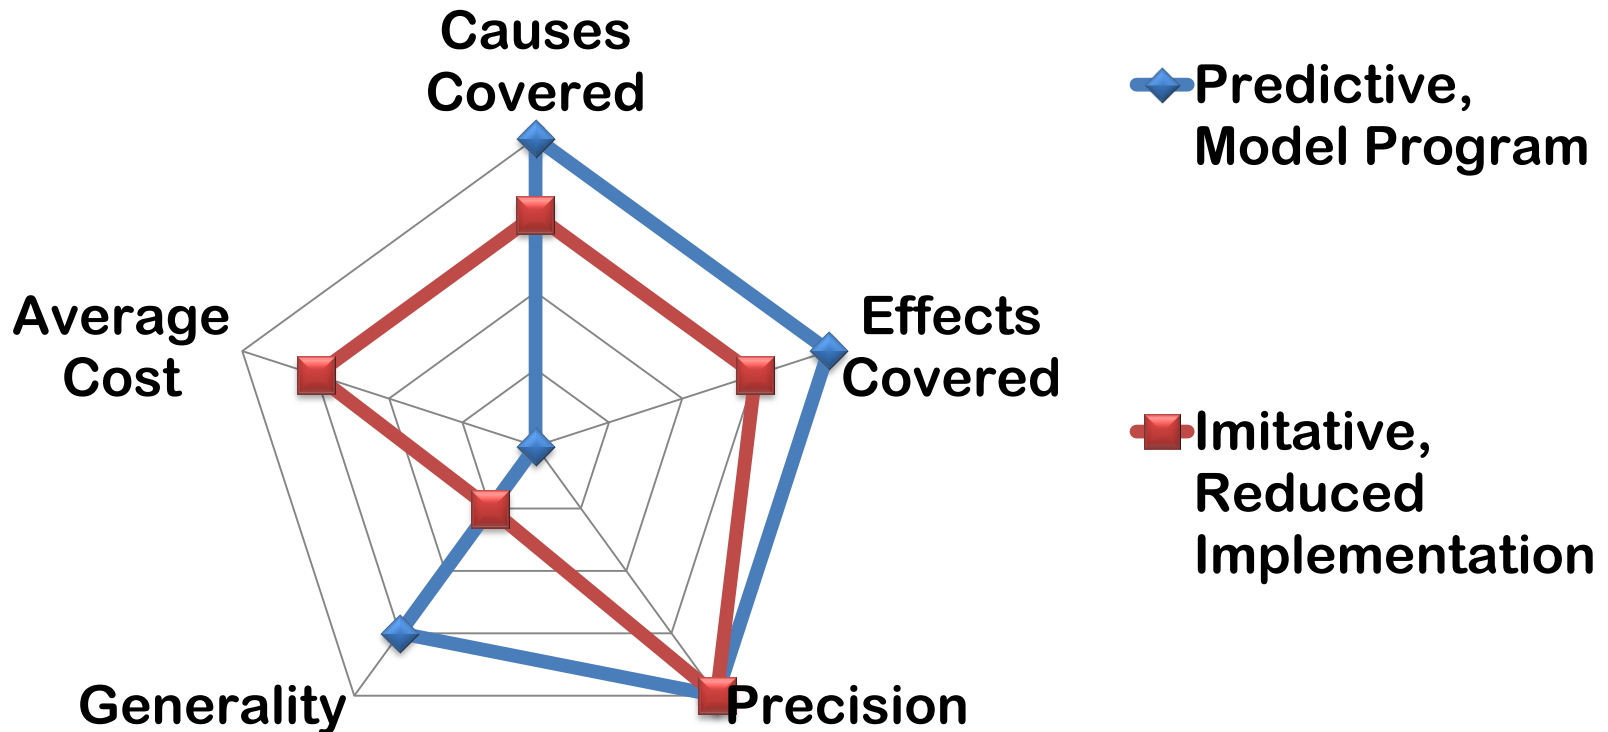 Causes
Covered
Predictive,
Model Program
Average
Cost
Effects
Covered
Imitative,
Reduced
Implementation
Generality
Precision